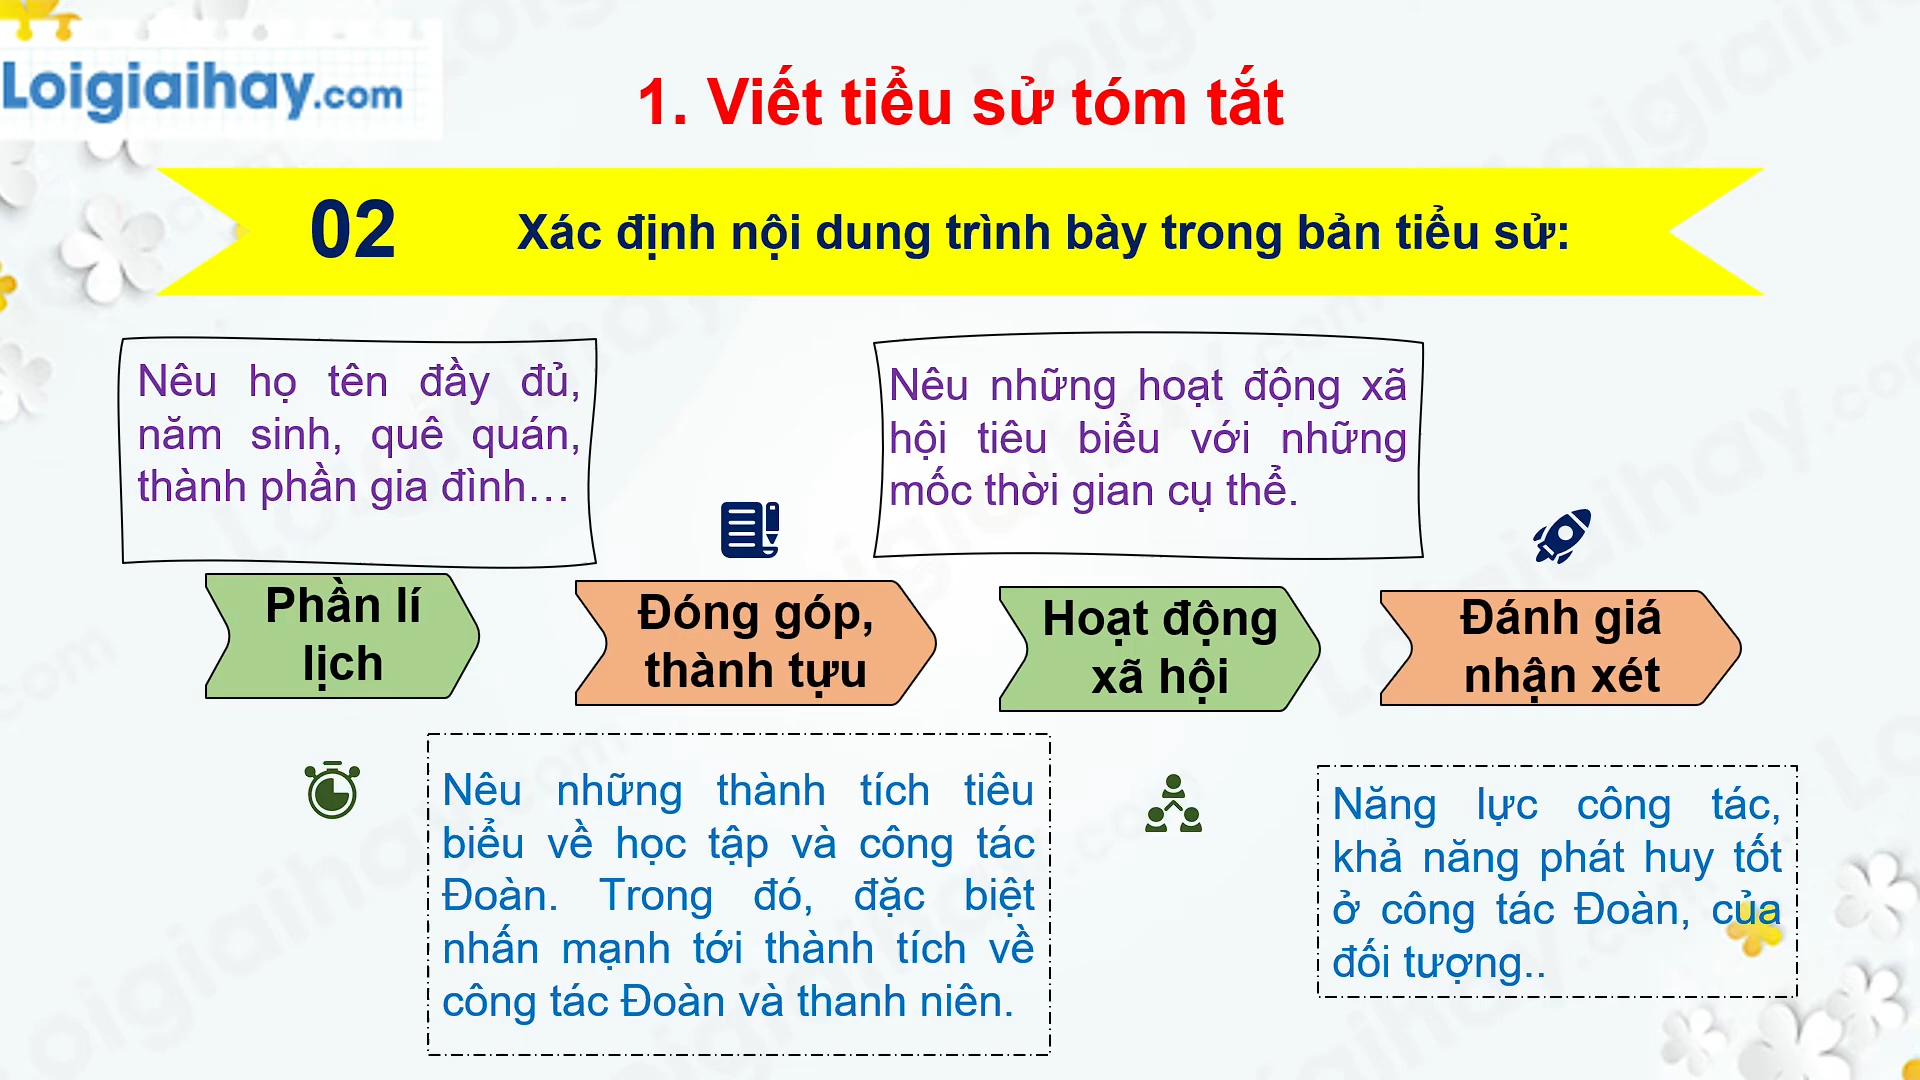 Loigiaihay.com
1. Viết tiểu sử tóm tắt
02
Xác định nội dung trình bày trong bản tiểu sử:
Nêu họ tên đầy đủ,
năm sinh, quê quán,
thành phần gia đình…
Nêu những hoạt động xã
hội tiêu biểu với những
mốc thời gian cụ thể.
Phần lí
lịch
Đóng góp,
thành tựu
Hoạt động
xã hội
Đánh giá
nhận xét
Nêu những thành tích tiêu
biểu về học tập và công tác
Đoàn. Trong đó, đặc biệt
nhấn mạnh tới thành tích về
công tác Đoàn và thanh niên.
Năng lực công tác,
khả năng phát huy tốt
ở công tác Đoàn, của
đối tượng..